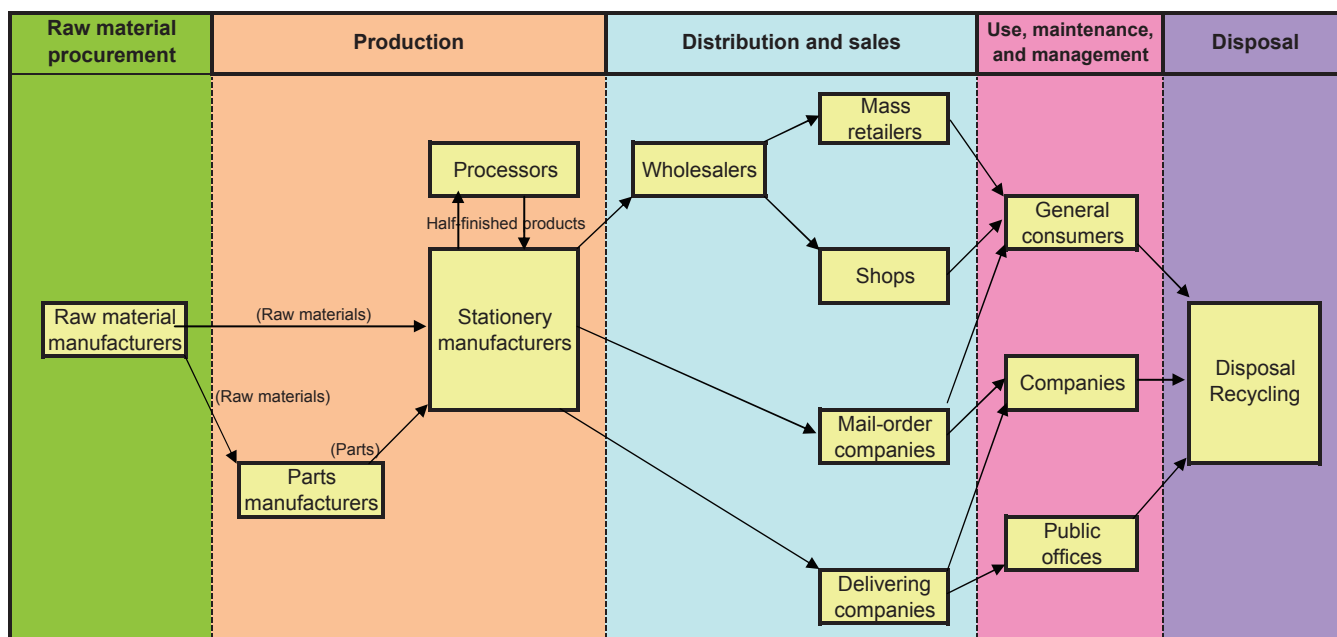 Raw material
procurement
Production
Distribution and sales
Use, maintenance,
and management
Disposal
Mass
retailers
Processors
Wholesalers
Half-finished products
General
consumers
Shops
Raw material
manufacturers
(Raw materials)
Stationery
manufacturers
Companies
Disposal
Recycling
(Raw materials)
(Parts)
Mail-order
companies
Parts
manufacturers
Public
offices
Delivering
companies